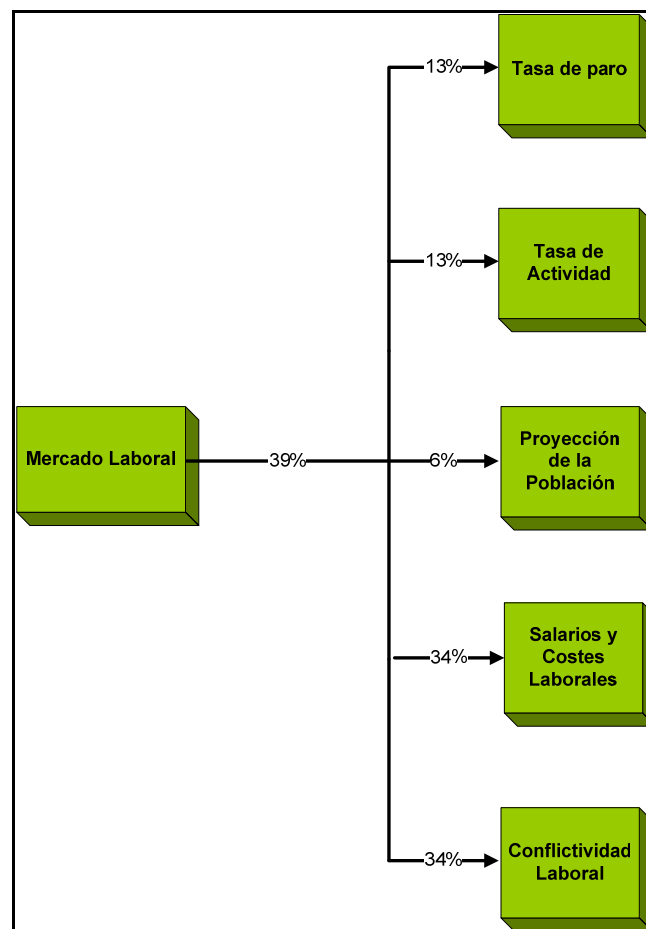 13%
Tasa de paro
13%
Tasa de
Actividad
Mercado Laboral
39%
6%
Proyección
de la
Población
34%
Salarios y
Costes
Laborales
34%
Conflictividad
Laboral